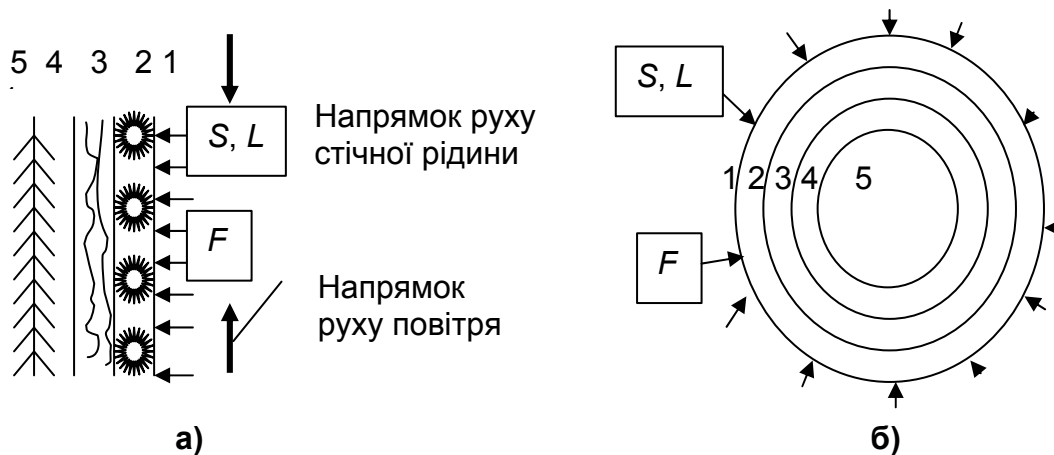 5 4 3 2 1
S, L
Напрямок руху
стічної рідини
F
Напрямок
руху повітря
а)
S, L
1 2 3 4 5
F
б)